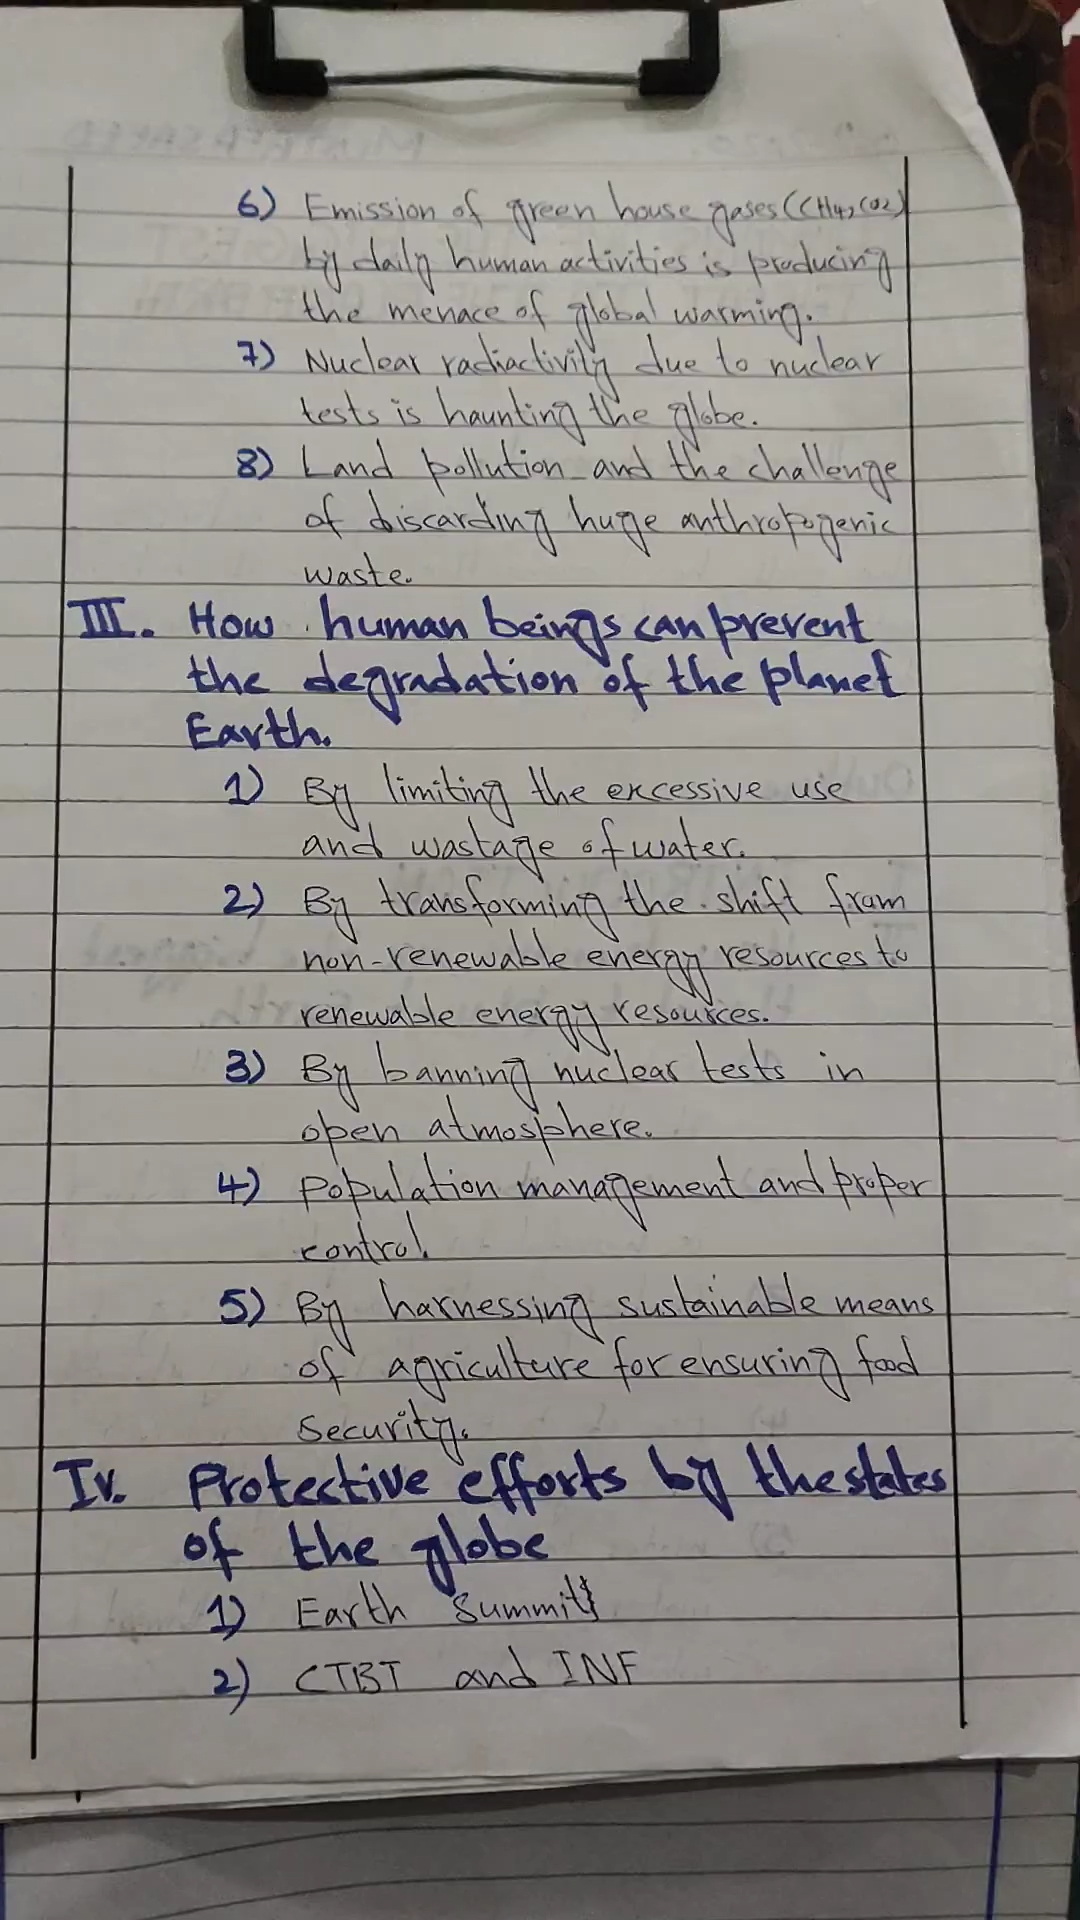 6) Emission of green house gases (CH4, CO2)
by daily human activities is producing
the menace of global warming.
7) Nuclear radiactivity due to nuclear
tests is haunting the globe.
8) Land pollution and the challenge
of discarding huge anthropogenic
waste.
III. How human beings can prevent
the degradation of the planet
Earth.
1) By limiting the excessive use
and wastage of water.
2) By transforming the shift from
non-renewable energy resources to
renewable energy resources.
3) By banning nuclear tests in
open atmosphere.
4) Population management and proper
control.
5) By harnessing sustainable means
of agriculture for ensuring food
security.
IV. Protective efforts by the states
of the globe
1) Earth Summit
2) CTBT and INF